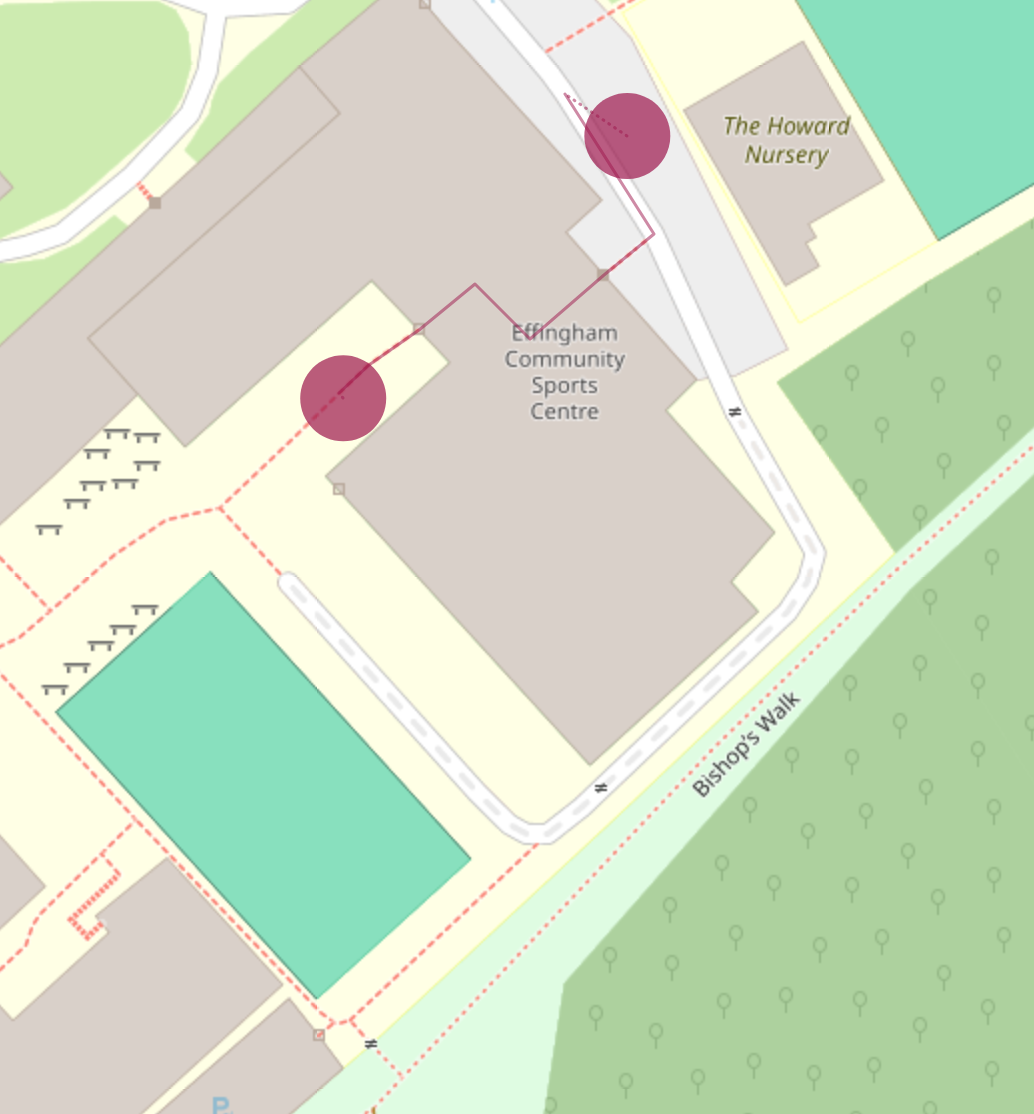 The Howard
Nursery
Effingham
Community
Sports
Centre
Bishop's Walk
P